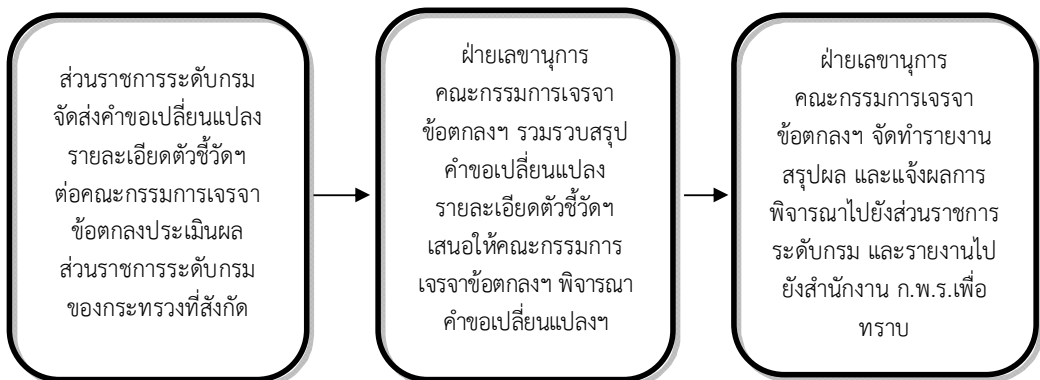 ส่วนราชการระดับกรม
จัดส่งคำขอเปลี่ยนแปลง
รายละเอียดตัวชี้วัดฯ
ต่อคณะกรรมการเจรจา
ข้อตกลงประเมินผล
ส่วนราชการระดับกรม
ของกระทรวงที่สังกัด
ฝ่ายเลขานุการ
คณะกรรมการเจรจา
ข้อตกลงฯ รวมรวบสรุป
คำขอเปลี่ยนแปลง
รายละเอียดตัวชี้วัดฯ
เสนอให้คณะกรรมการ
เจรจาข้อตกลงฯ พิจารณา
คำขอเปลี่ยนแปลงฯ
ฝ่ายเลขานุการ
คณะกรรมการเจรจา
ข้อตกลงฯ จัดทำรายงาน
สรุปผล และแจ้งผลการ
พิจารณาไปยังส่วนราชการ
ระดับกรม และรายงานไป
ยังสำนักงาน ก.พ.ร.เพื่อ
ทราบ